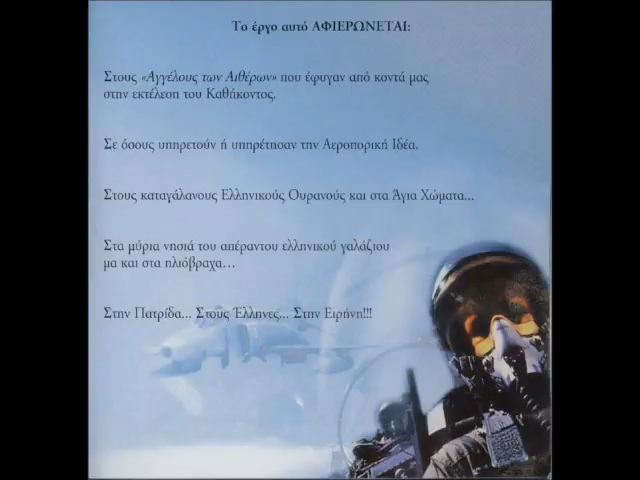 Το έργο αυτό ΑΦΙΕΡΩΝΕΤΑΙ:
Στους «Αγγέλους των Αιθέρων» που έφυγαν από κοντά μας
στην εκτέλεση του Καθήκοντος.
Σε όσους υπηρετούν ή υπηρέτησαν την Αεροπορική Ιδέα.
Στους καταγάλανους Ελληνικούς Ουρανούς και στα Άγια Χώματα...
Στα μύρια νησιά του απέραντου ελληνικού γαλάζιου
μα και στα ηλιόβραχα...
Στην Πατρίδα... Στους Έλληνες... Στην Ειρήνη!!!